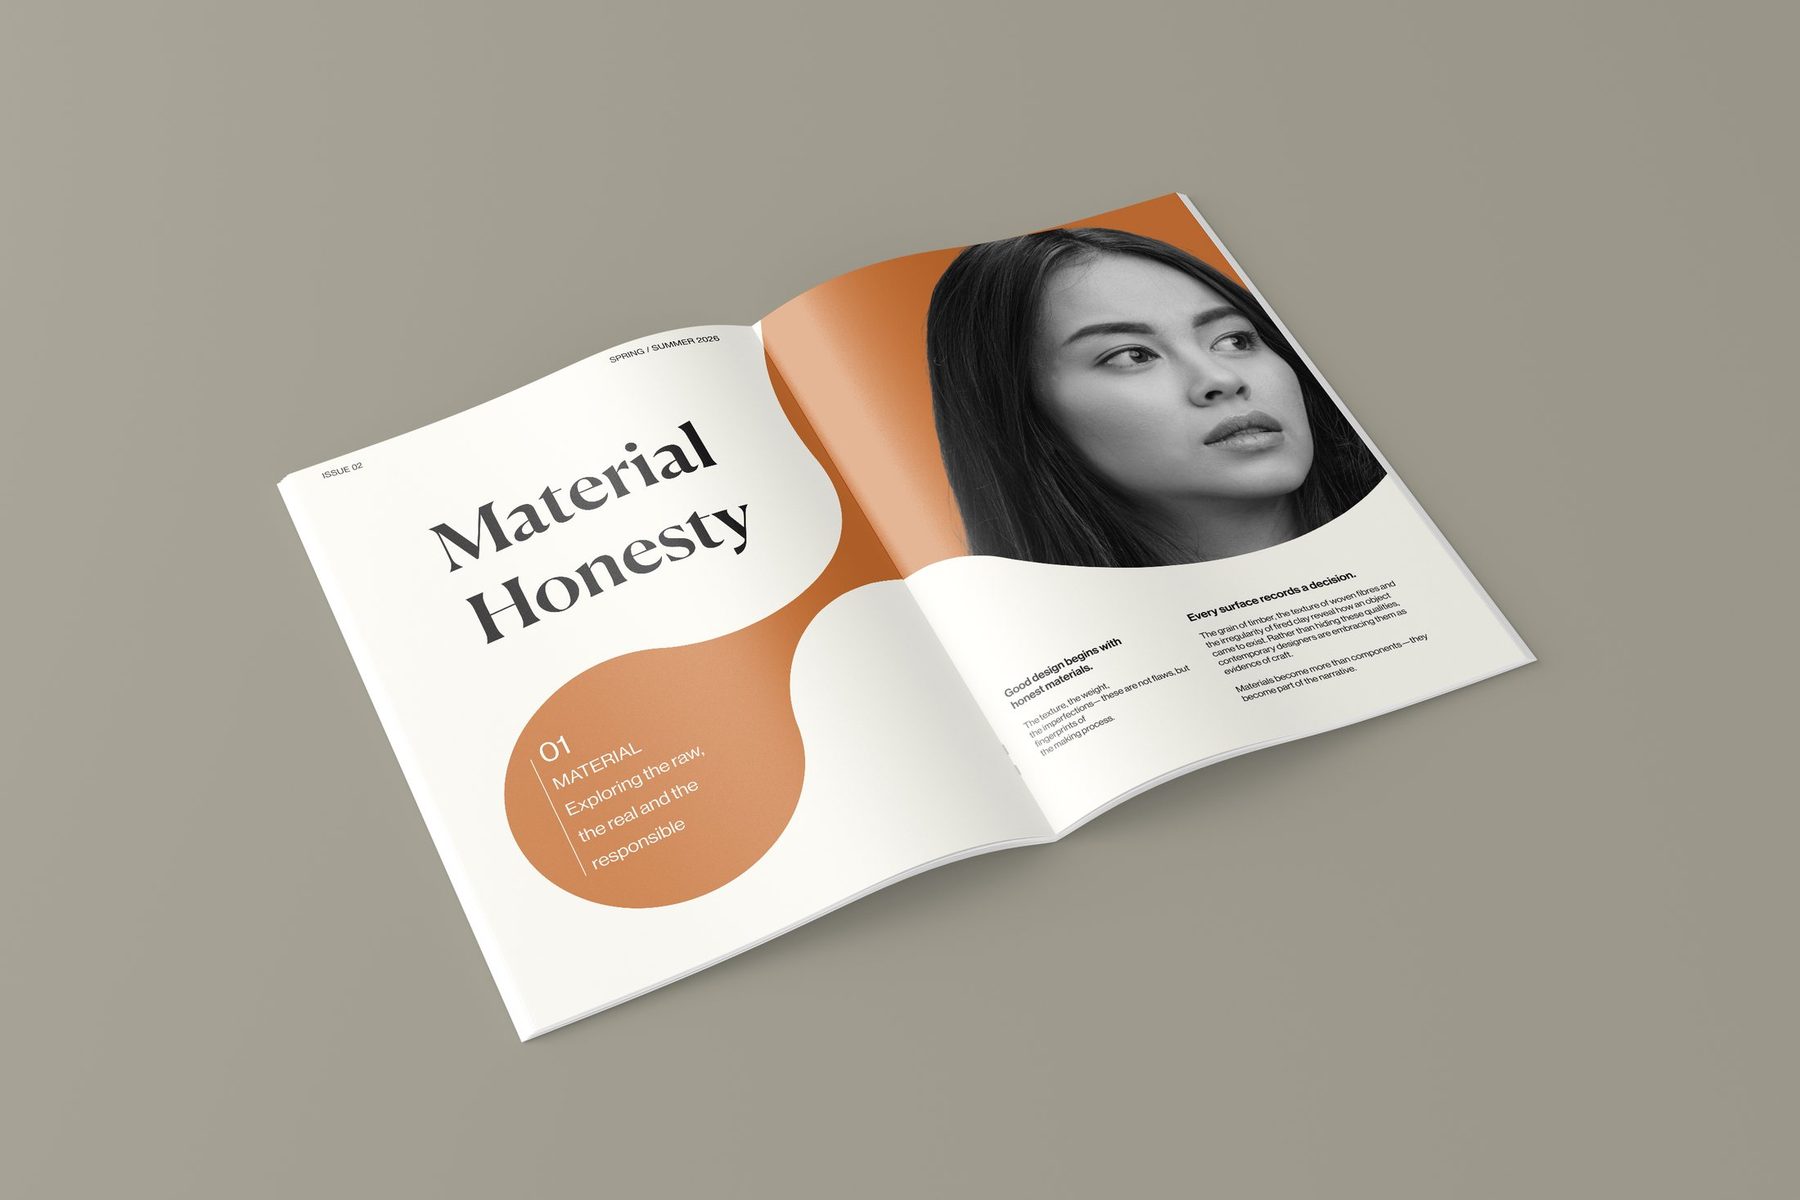 ISSUE 02
SPRING / SUMMER 2026
Material
Honesty
01
MATERIAL
Exploring the raw,
the real and the
responsible
Good design begins with
honest materials.
The texture, the weight,
the imperfections—these are not flaws, but
fingerprints of
the making process.
Every surface records a decision.
The grain of timber, the texture of woven fibres and
the irregularity of fired clay reveal how an object
came to exist. Rather than hiding these qualities,
contemporary designers are embracing them as
evidence of craft.
Materials become more than components—they
become part of the narrative.